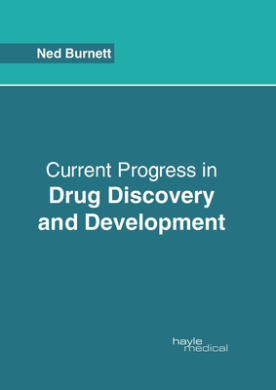 Ned Burnett
Current Progress in
Drug Discovery
and Development
hayle
medical